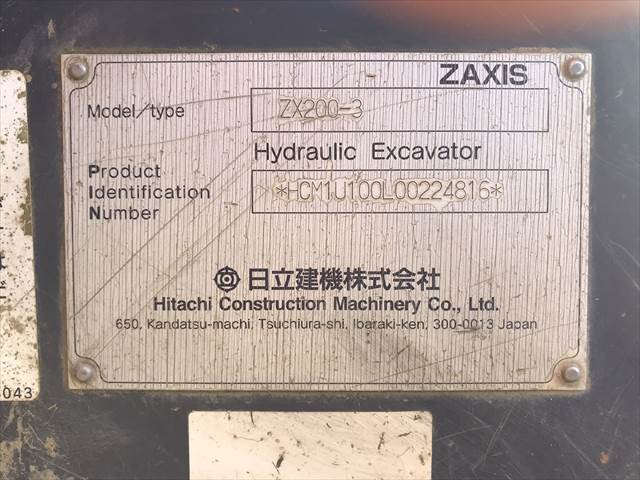 ZAXIS
Model/type ZX200-3
Hydraulic Excavator
Product
Identification *HCM1U100L00224816*
Number
日立建機株式会社
Hitachi Construction Machinery Co., Ltd.
650, Kandatsu-machi, Tsuchiura-shi, Ibaraki-ken, 300-0013 Japan
043